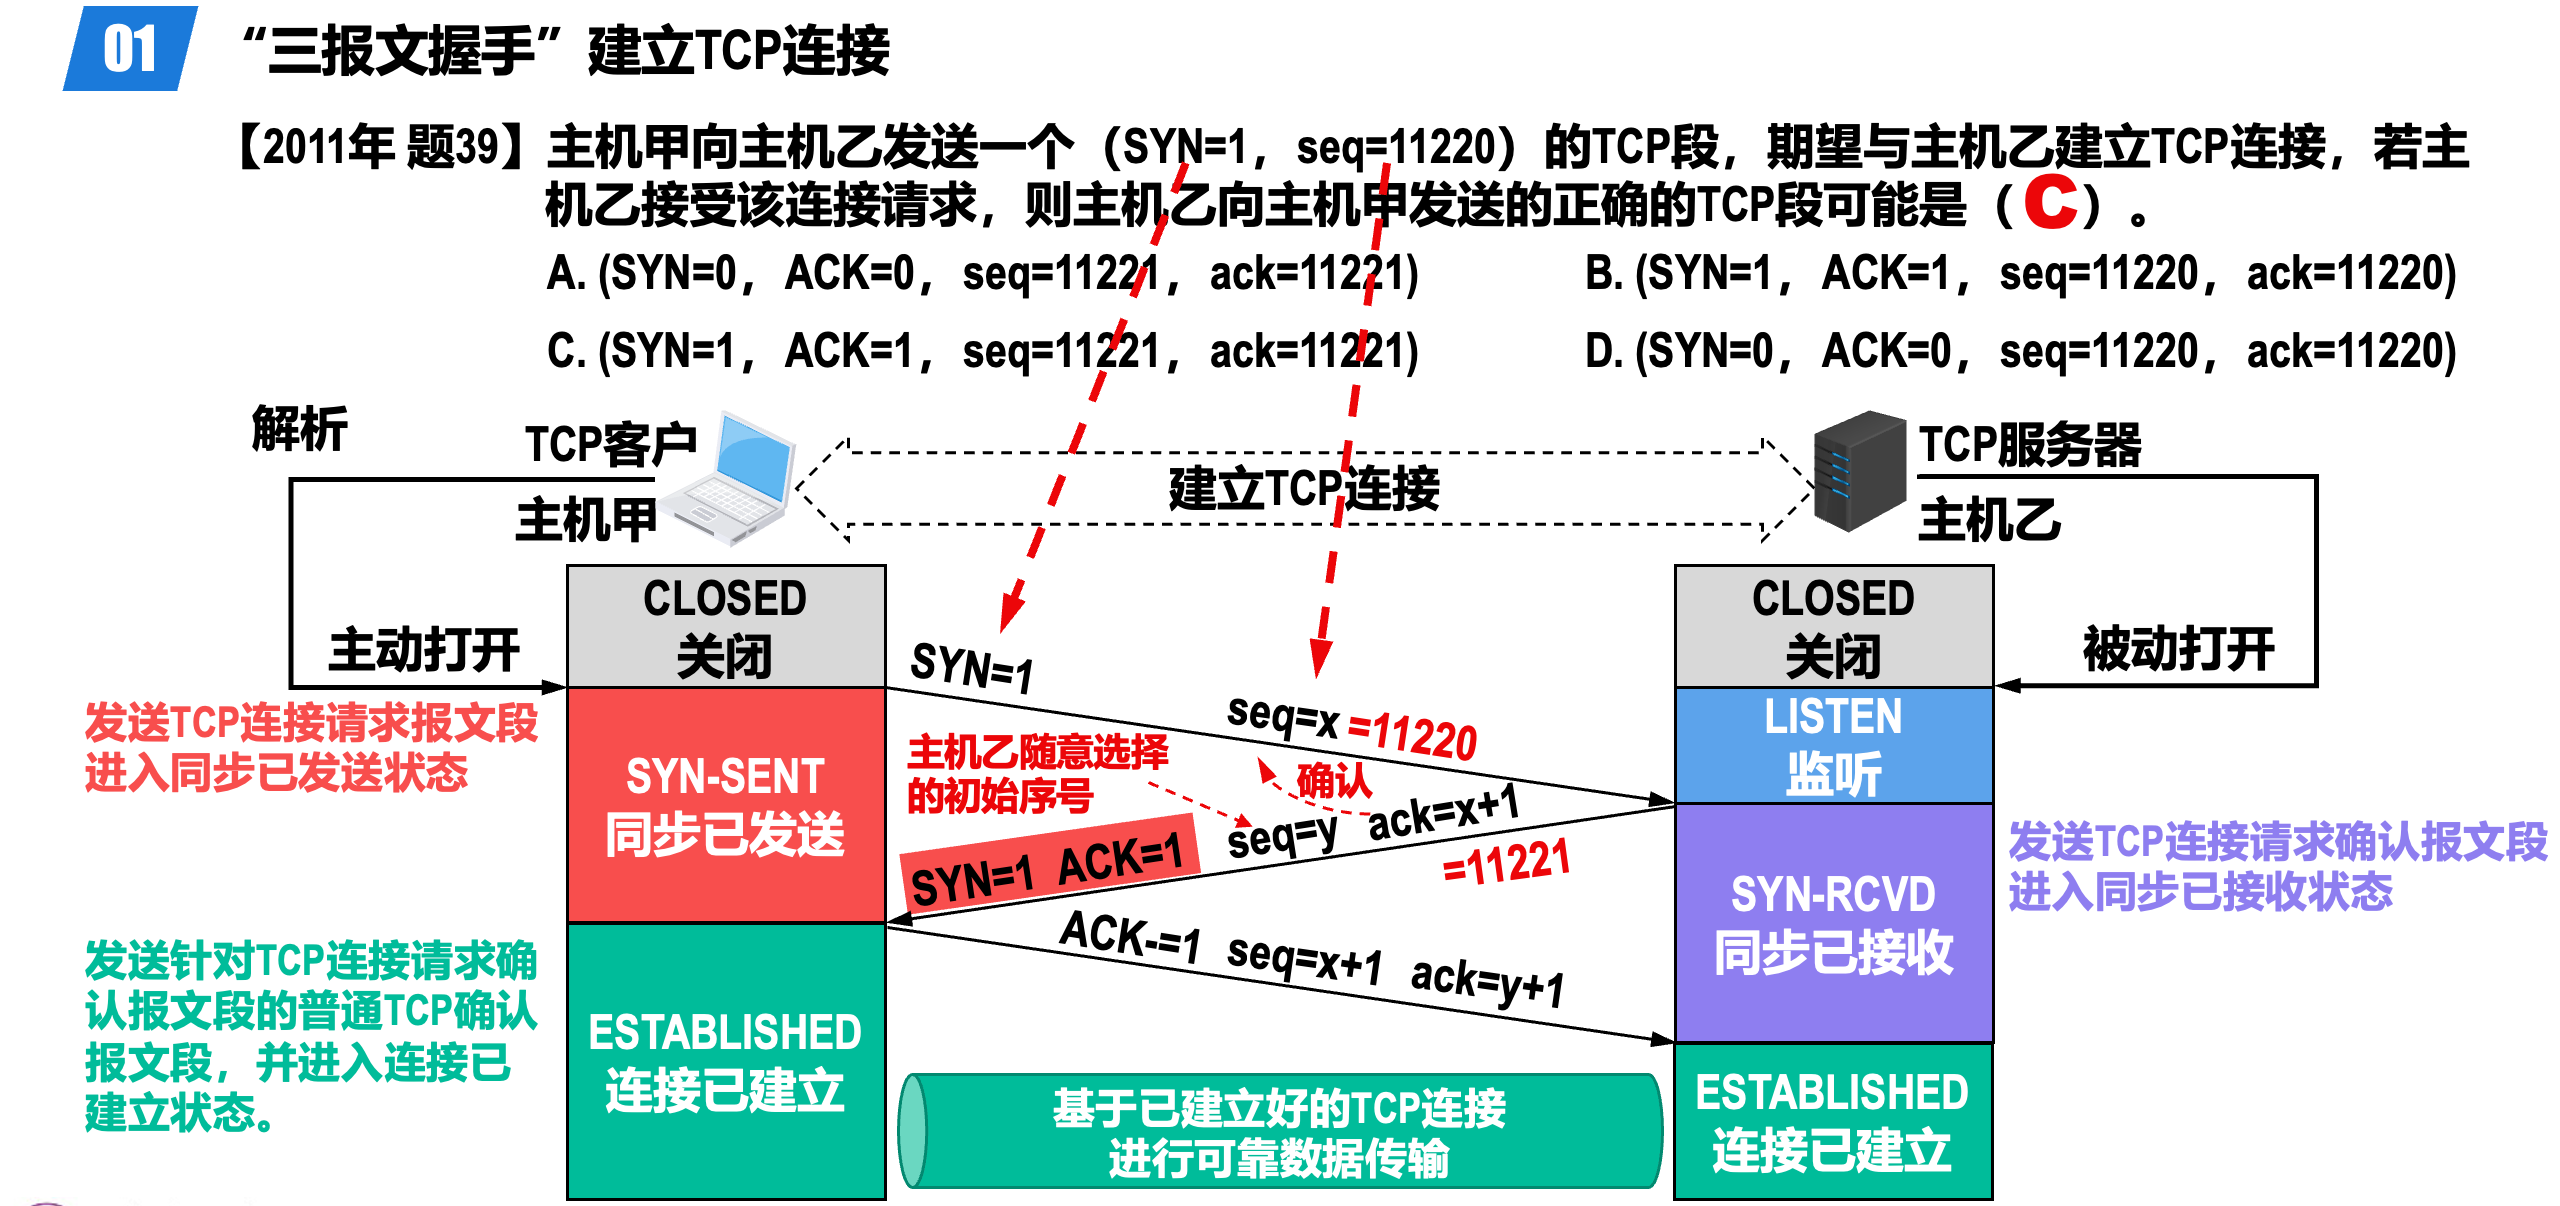 01 “三报文握手”建立TCP连接
【2011年 题39】主机甲向主机乙发送一个（SYN=1，seq=11220）的TCP段，期望与主机乙建立TCP连接，若主
机乙接受该连接请求，则主机乙向主机甲发送的正确的TCP段可能是（C）。
A. (SYN=0，ACK=0，seq=11221，ack=11221) B. (SYN=1，ACK=1，seq=11220，ack=11220)
C. (SYN=1，ACK=1，seq=11221，ack=11221) D. (SYN=0，ACK=0，seq=11220，ack=11220)
解析
TCP客户
主机甲
建立TCP连接
TCP服务器
主机乙
主动打开
CLOSED
关闭
CLOSED
关闭
被动打开
SYN=1 seq=x =11220
发送TCP连接请求报文段
进入同步已发送状态
SYN-SENT
同步已发送
主机乙随意选择
的初始序号
确认
LISTEN
监听
SYN=1 ACK=1 seq=y ack=x+1
=11221
SYN-RCVD
同步已接收
发送TCP连接请求确认报文段
进入同步已接收状态
ACK-=1 seq=x+1 ack=y+1
发送针对TCP连接请求确
认报文段的普通TCP确认
报文段，并进入连接已
建立状态。
ESTABLISHED
连接已建立
基于已建立好的TCP连接
进行可靠数据传输
ESTABLISHED
连接已建立